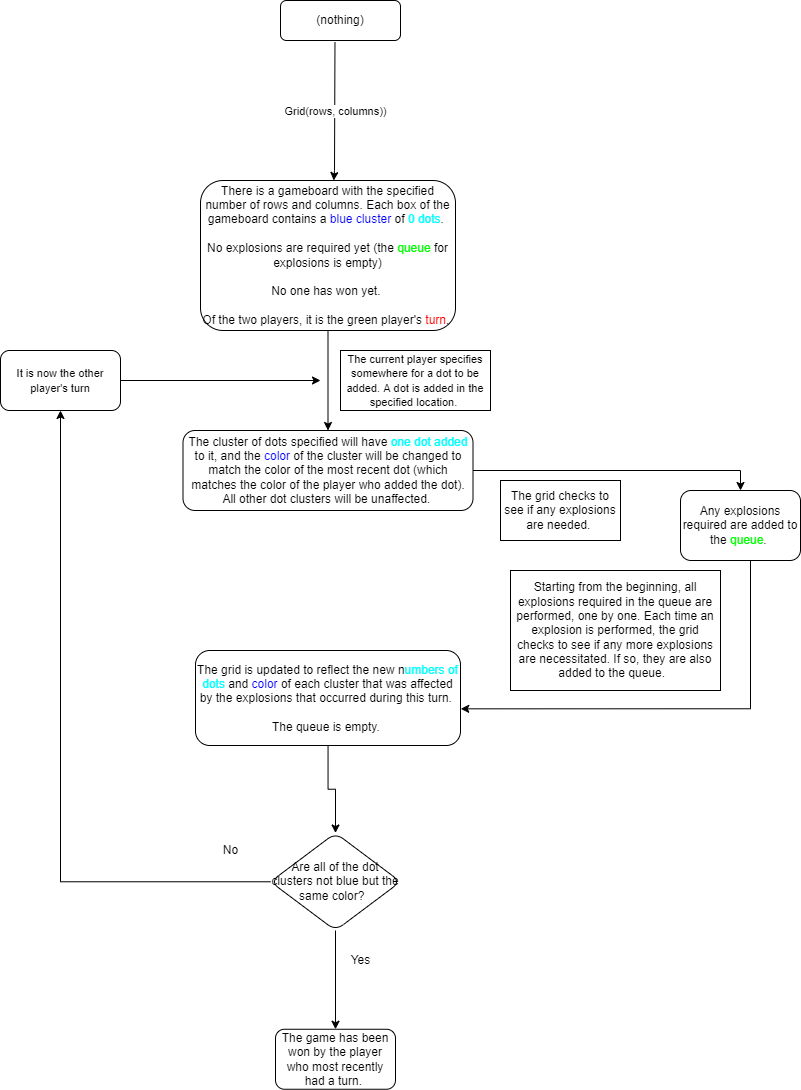 (nothing)
Grid(rows, columns))
There is a gameboard with the specified
number of rows and columns. Each box of the
gameboard contains a blue cluster of 0 dots.
No explosions are required yet (the queue for
explosions is empty)
No one has won yet.
Of the two players, it is the green player's turn.
It is now the other
player's turn
The current player specifies
somewhere for a dot to be
added. A dot is added in the
specified location.
The cluster of dots specified will have one dot added
to it, and the color of the cluster will be changed to
match the color of the most recent dot (which
matches the color of the player who added the dot).
All other dot clusters will be unaffected.
The grid checks to
see if any explosions
are needed.
Any explosions
required are added to
the queue.
Starting from the beginning, all
explosions required in the queue are
performed, one by one. Each time an
explosion is performed, the grid
checks to see if any more explosions
are necessitated. If so, they are also
added to the queue.
The grid is updated to reflect the new numbers of
dots and color of each cluster that was affected
by the explosions that occurred during this turn.
The queue is empty.
No
Are all of the dot
clusters not blue but the
same color?
Yes
The game has been
won by the player
who most recently
had a turn.